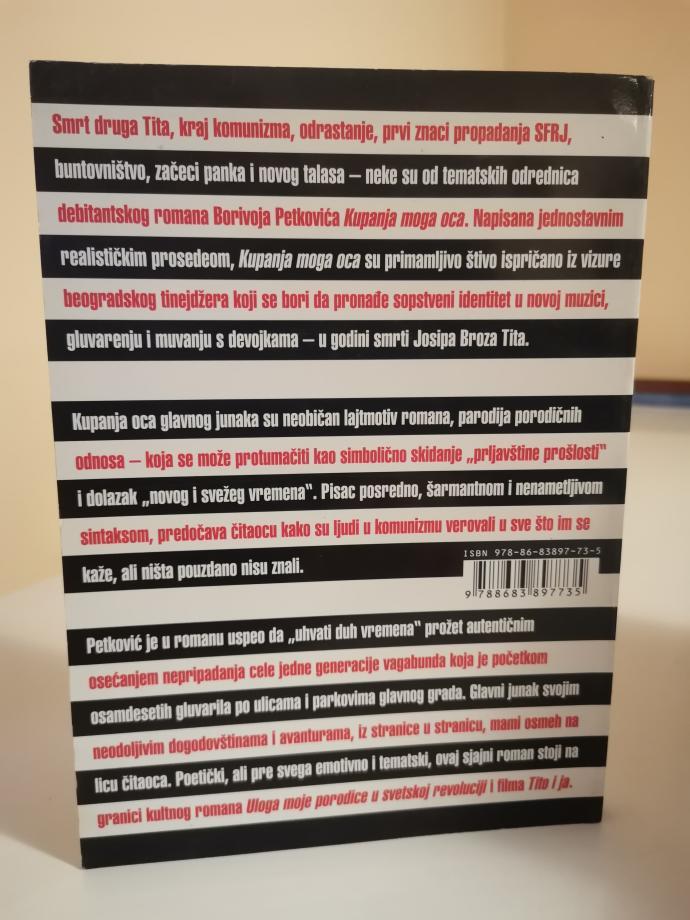 Smrt druga Tita, kraj komunizma, odrastanje, prvi znaci propadanja SFRJ,
buntovništvo, začeci panka i novog talasa – neke su od tematskih odrednica
debitantskog romana Borivoja Petkovića Kupanja moga oca. Napisana jednostavnim
realističkim prosedeom, Kupanja moga oca su primamljivo štivo ispričano iz vizure
beogradskog tinejdžera koji se bori da pronađe sopstveni identitet u novoj muzici,
gluvarenju i muvanju s devojkama – u godini smrti Josipa Broza Tita.
Kupanja oca glavnog junaka su neobičan lajtmotiv romana, parodija porodičnih
odnosa – koja se može protumačiti kao simbolično skidanje „prljavštine prošlosti“
i dolazak „novog i svežeg vremena“. Pisac posredno, šarmantnom i nenametljivom
sintaksom, predočava čitaocu kako su ljudi u komunizmu verovali u sve što im se
kaže, ali ništa pouzdano nisu znali.
ISBN 978-86-83897-73-5
9 788683 897735
Petković je u romanu uspeo da „uhvati duh vremena“ prožet autentičnim
osećanjem nepripadanja cele jedne generacije vagabunda koja je početkom
osamdesetih gluvarila po ulicama i parkovima glavnog grada. Glavni junak svojim
neodoljivim dogodovštinama i avanturama, iz stranice u stranicu, mami osmeh na
licu čitaoca. Poetički, ali pre svega emotivno i tematski, ovaj sjajni roman stoji na
granici kultnog romana Uloga moje porodice u svetskoj revoluciji i filma Tito i ja.